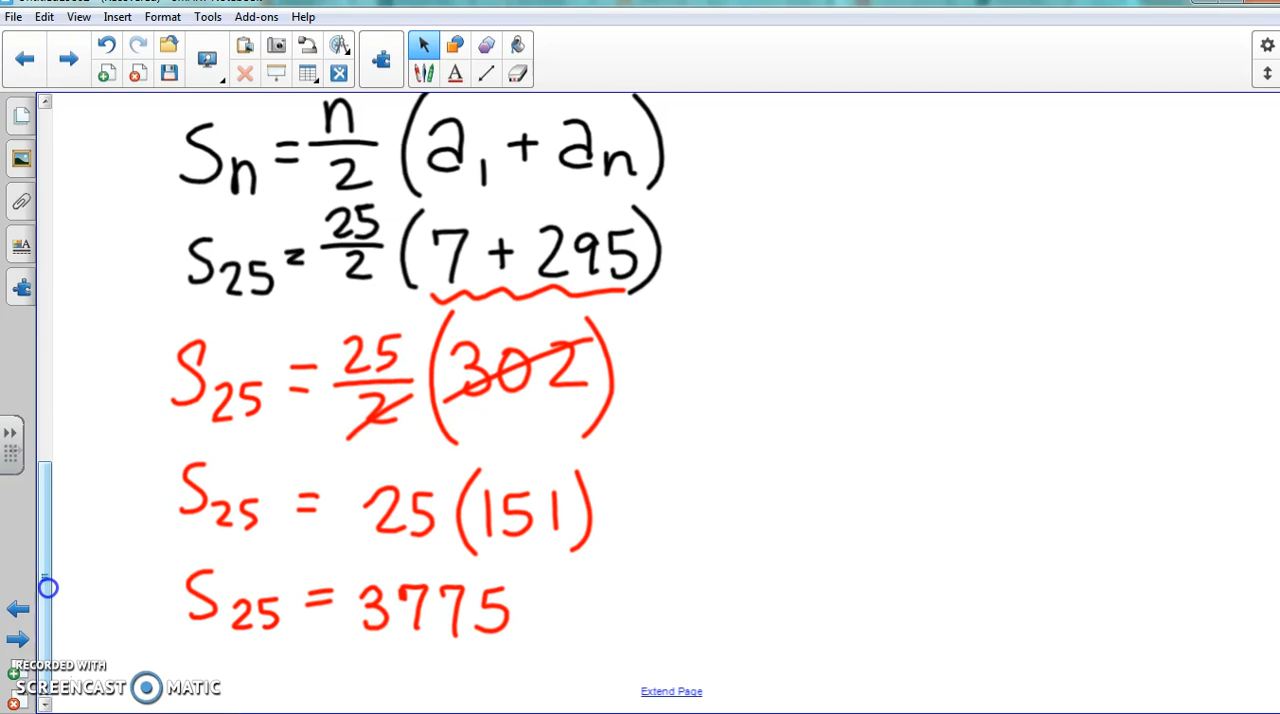 File Edit View Insert Format Tools Add-ons Help
Sn = n/2 (a1 + an)
S25 = 25/2 (7 + 295)
S25 = 25/2 (302)
S25 = 25(151)
S25 = 3775
RECORDED WITH
SCREENCAST MATIC
Extend Page